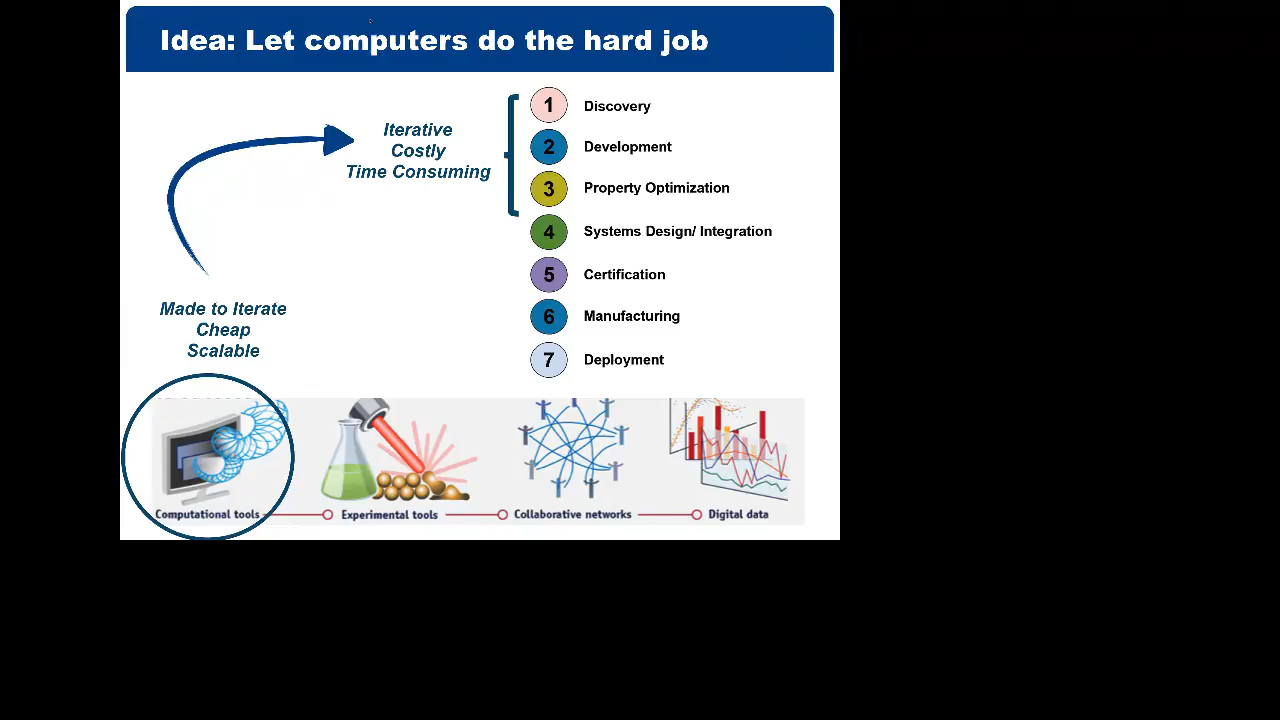 Idea: Let computers do the hard job
Iterative
Costly
Time Consuming
1 Discovery
2 Development
3 Property Optimization
4 Systems Design/ Integration
5 Certification
6 Manufacturing
7 Deployment
Made to Iterate
Cheap
Scalable
Computational tools
Experimental tools
Collaborative networks
Digital data